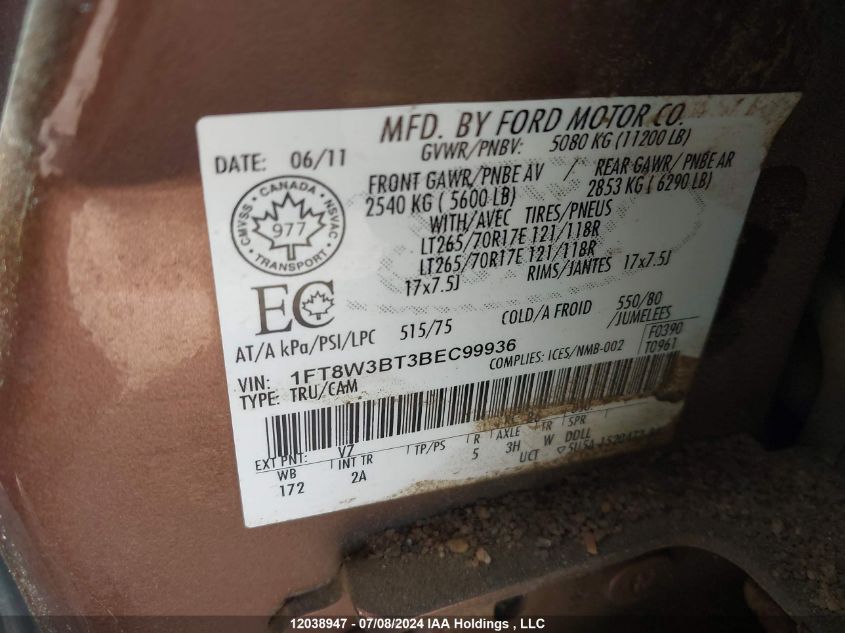 MFD. BY FORD MOTOR CO.
DATE: 06/11 GVWR/PNBV: 5080 KG (11200 LB)
FRONT GAWR/PNBE AV / REAR GAWR/ PNBE AR
2540 KG ( 5600 LB) 2853 KG ( 6290 LB)
WITH/AVEC TIRES/PNEUS
LT265/70R17E 121/118R
LT265/70R17E 121/118R
17x7.5J RIMS/JANTES 17x7.5J
CMVSS · CANADA · NSVAC
977
TRANSPORT
EC
AT/A kPa/PSI/LPC 515/75 COLD/A FROID 550/80
/JUMELEES
VIN: 1FT8W3BT3BEC99936 COMPLIES: ICES/NMB-002 F0390
TYPE: TRU/CAM T0961
EXT PNT: VZ R AXLE TR SPR
WB INT TR TP/PS 5 3H W DDLL
172 2A UCT
12038947 - 07/08/2024 IAA Holdings , LLC